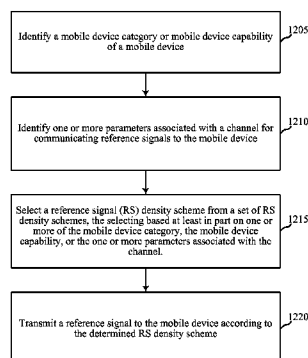 Identify a mobile device category or mobile device capability
of a mobile device
1205
Identify one or more parameters associated with a channel for
communicating reference signals to the mobile device
1210
Select a reference signal (RS) density scheme from a set of RS
density schemes, the selecting based at least in part on one or
more of the mobile device category, the mobile device
capability, or the one or more parameters associated with the
channel.
1215
Transmit a reference signal to the mobile device according to
the determined RS density scheme
1220